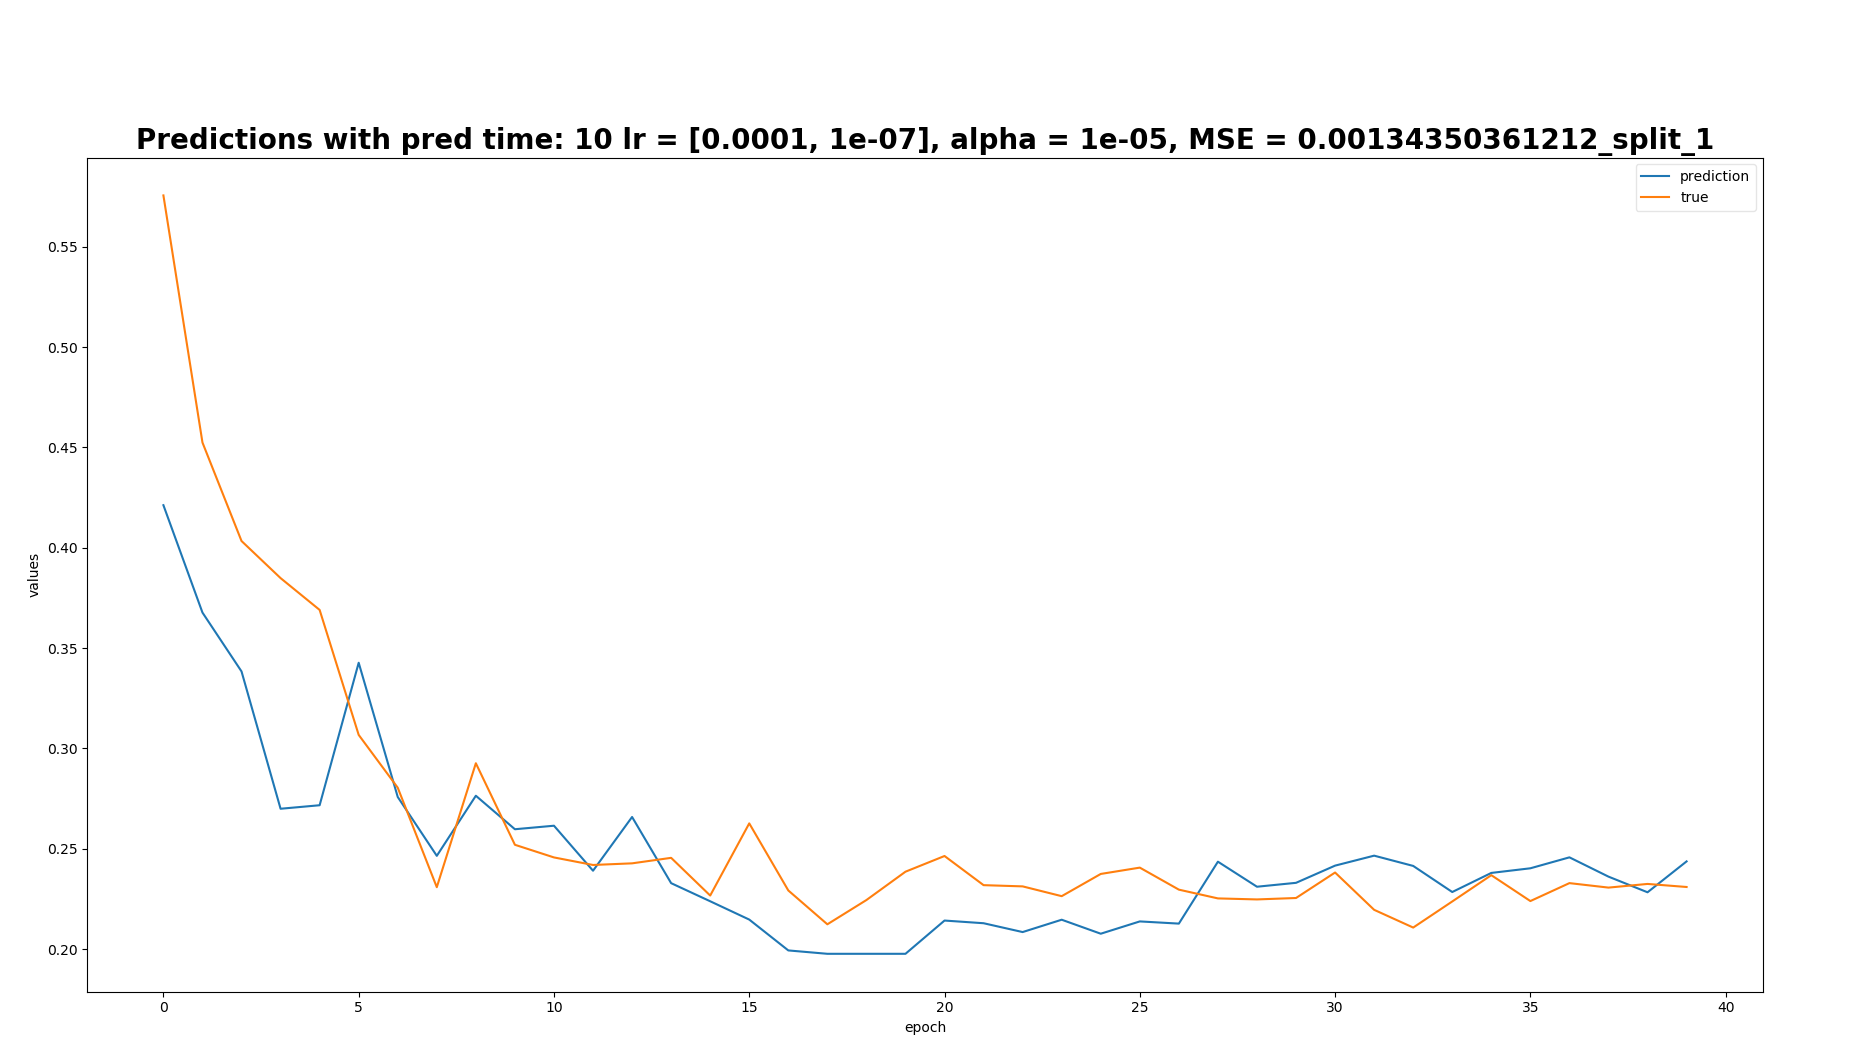 Predictions with pred time: 10 lr = [0.0001, 1e-07], alpha = 1e-05, MSE = 0.00134350361212_split_1
prediction
true
values
0.55
0.50
0.45
0.40
0.35
0.30
0.25
0.20
0 5 10 15 20 25 30 35 40
epoch